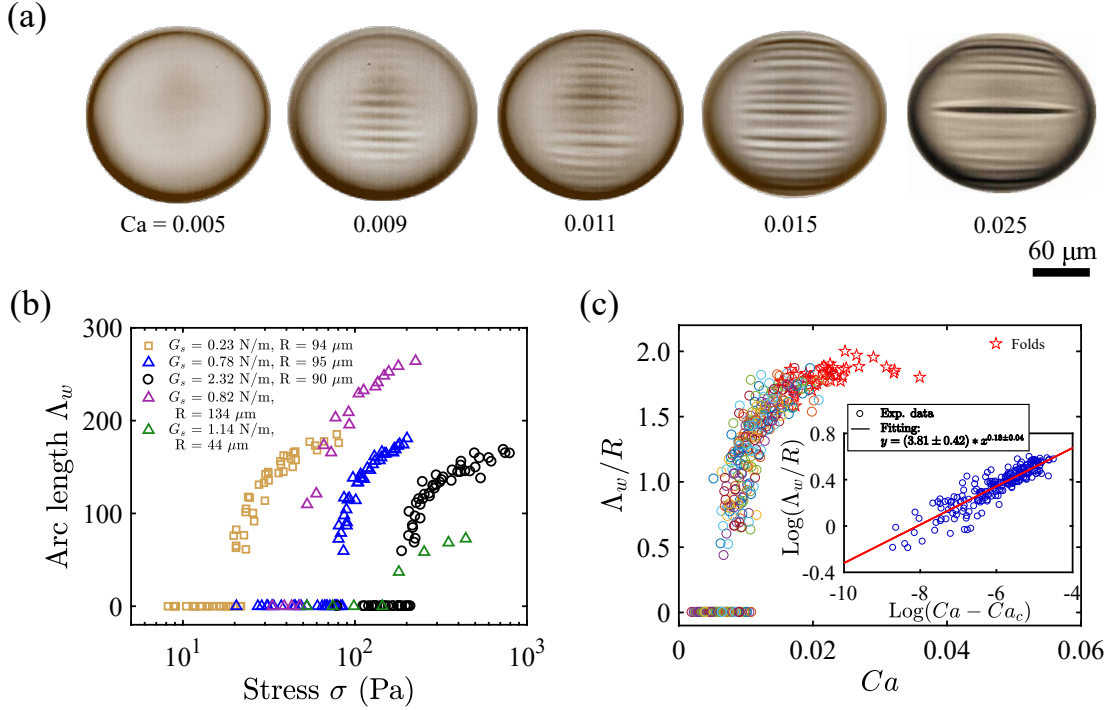 (a)
Ca = 0.005
0.009
0.011
0.015
0.025
60 μm
(b)
300
200
100
0
Arc length Λ_w
G_s = 0.23 N/m, R = 94 μm
G_s = 0.78 N/m, R = 95 μm
G_s = 2.32 N/m, R = 90 μm
G_s = 0.82 N/m,
R = 134 μm
G_s = 1.14 N/m,
R = 44 μm
10^1
10^2
10^3
Stress σ (Pa)
(c)
2.0
1.5
1.0
0.5
0
Λ_w/R
Folds
0
0.02
0.04
0.06
Ca
Exp. data
Fitting:
y = (3.81 ± 0.42) * x^{0.18±0.04}
0.8
0.4
0
-0.4
Log(Λ_w/R)
-10
-8
-6
-4
Log(Ca − Ca_c)